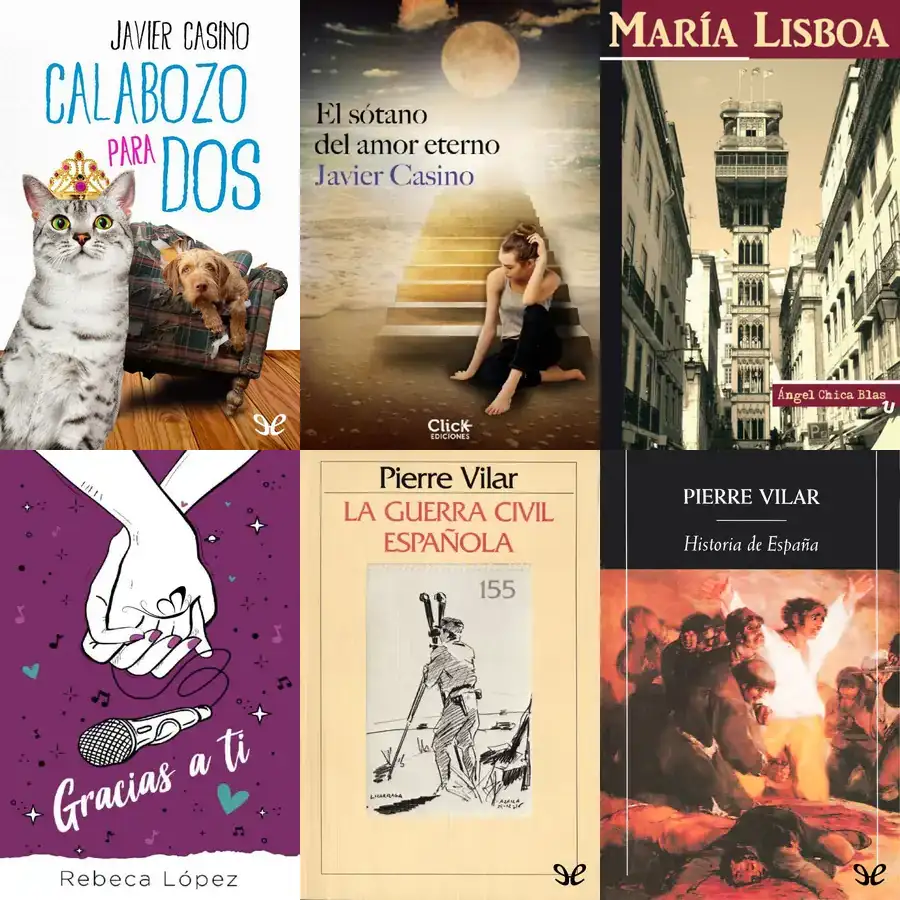 JAVIER CASINO
CALABOZO
PARA
DOS
El sótano
del amor eterno
Javier Casino
Click
EDICIONES
MARÍA LISBOA
Ángel Chica Blas
Gracias a ti
Rebeca López
Pierre Vilar
LA GUERRA CIVIL
ESPAÑOLA
155
PIERRE VILAR
Historia de España